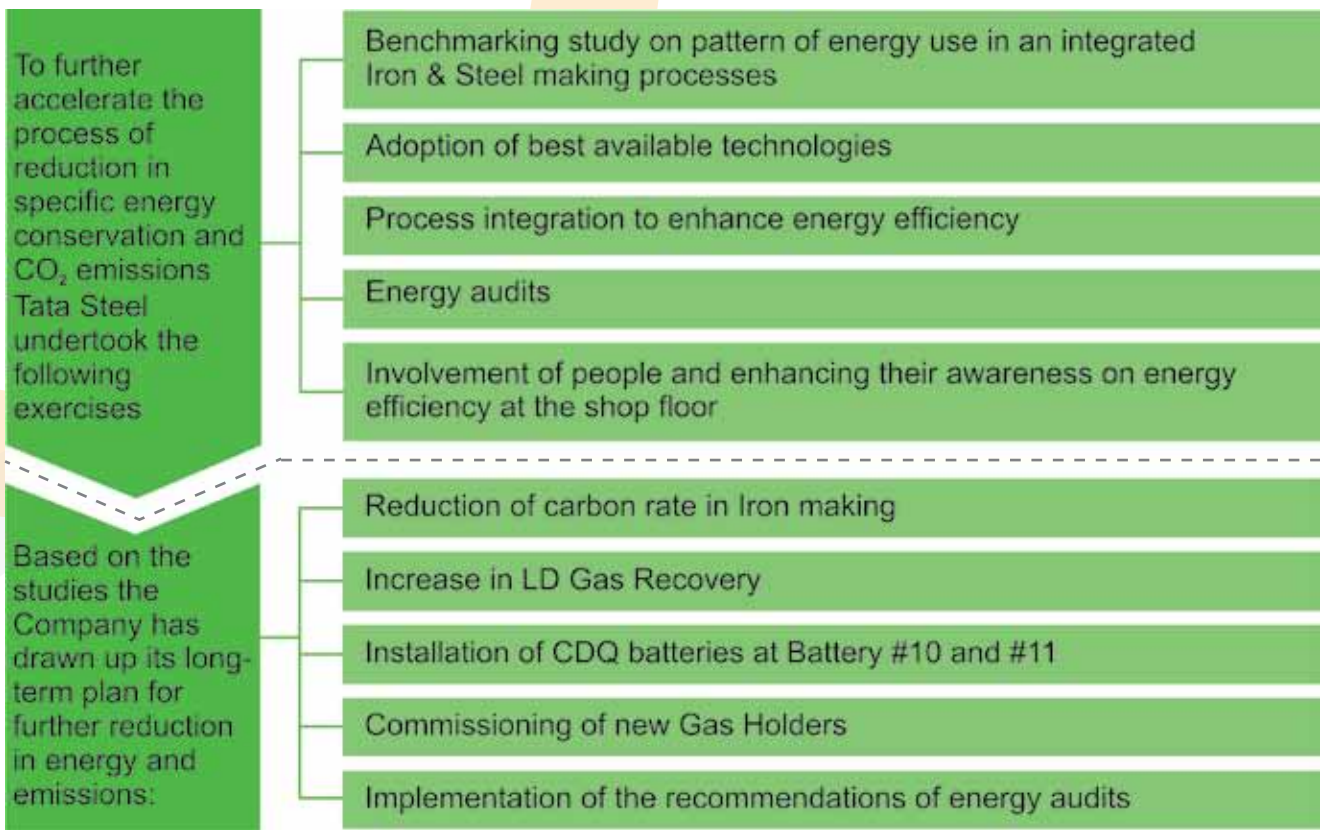 To further
accelerate the
process of
reduction in
specific energy
conservation and
CO₂ emissions
Tata Steel
undertook the
following
exercises
Benchmarking study on pattern of energy use in an integrated
Iron & Steel making processes
Adoption of best available technologies
Process integration to enhance energy efficiency
Energy audits
Involvement of people and enhancing their awareness on energy
efficiency at the shop floor
Based on the
studies the
Company has
drawn up its long-
term plan for
further reduction
in energy and
emissions:
Reduction of carbon rate in Iron making
Increase in LD Gas Recovery
Installation of CDQ batteries at Battery #10 and #11
Commissioning of new Gas Holders
Implementation of the recommendations of energy audits